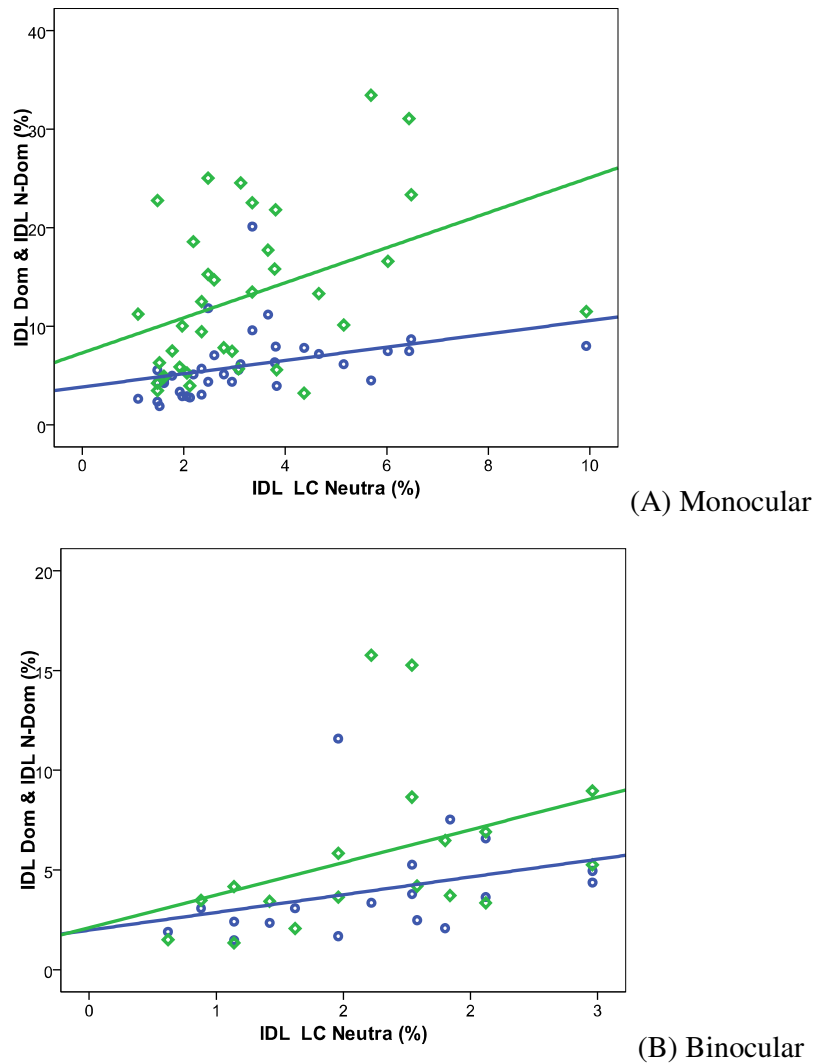 40
30
20
10
0
IDL Dom & IDL N-Dom (%)
0 2 4 6 8 10
IDL LC Neutra (%)
(A) Monocular
20
15
10
5
0
IDL Dom & IDL N-Dom (%)
0 1 2 2 3
IDL LC Neutra (%)
(B) Binocular